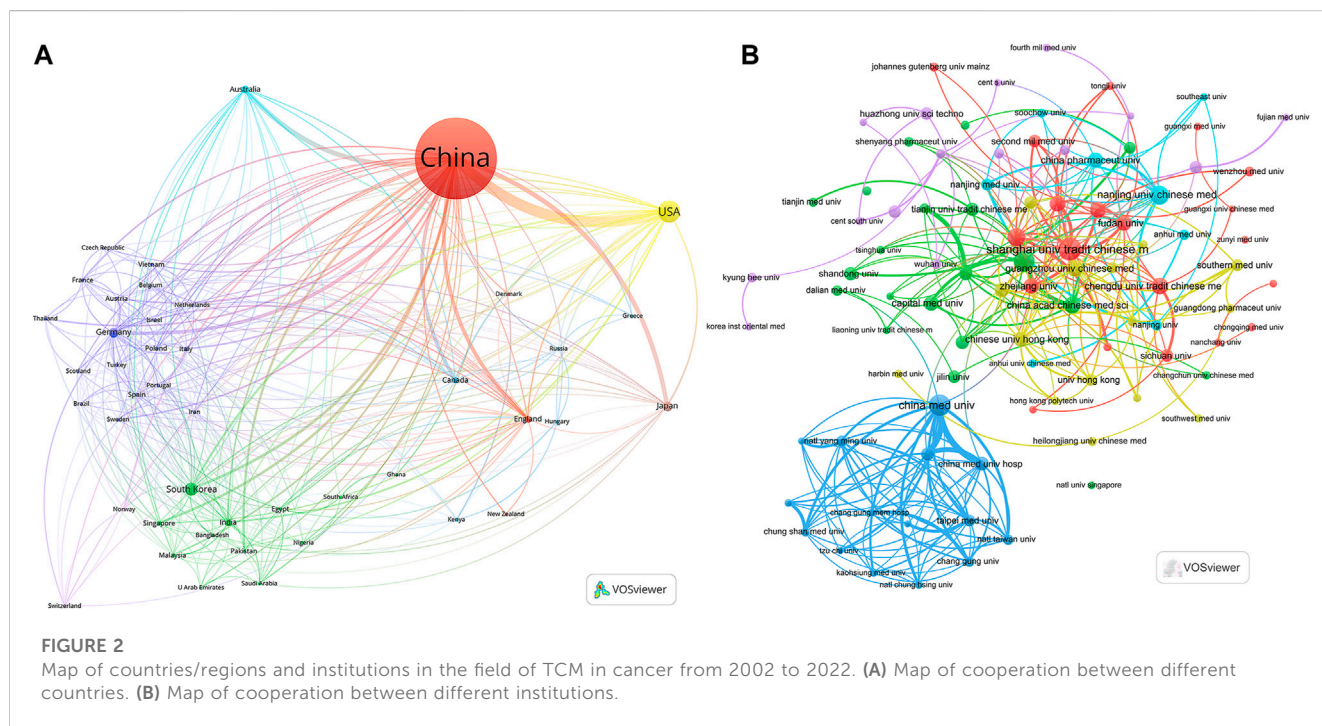 A
B
China
Australia
USA
Czech Republic
Vietnam
France
Belgium
Austria
Netherlands
Thailand
Israel
Germany
Poland
Italy
Scotland
Turkey
Portugal
Spain
Brazil
Iran
Sweden
Denmark
Greece
Russia
Canada
Japan
England
Hungary
South Korea
Ghana
Norway
Singapore
India
Egypt
South Africa
New Zealand
Kenya
Bangladesh
Nigeria
Malaysia
Pakistan
U Arab Emirates
Saudi Arabia
Switzerland
VOSviewer
fourth mil med univ
johannes gutenberg univ mainz
cent s univ
tongji univ
southeast univ
huazhong univ sci techno
soochow univ
fujian med univ
shenyang pharmaceut univ
second mil med univ
guangxi med univ
china pharmaceut univ
wenzhou med univ
nanjing med univ
nanjing univ chinese med
tianjin med univ
tianjin univ tradit chinese me
guangxi univ chinese med
cent south univ
fudan univ
anhui med univ
zunyi med univ
tsinghua univ
shanghai univ tradit chinese m
wuhan univ
guangzhou univ chinese med
southern med univ
kyung hee univ
shandong univ
zhejiang univ
chengdu univ tradit chinese me
dalian med univ
capital med univ
china acad chinese med sci
guangdong pharmaceut univ
korea inst oriental med
liaoning univ tradit chinese m
nanjing univ
chongqing med univ
chinese univ hong kong
nanchang univ
sichuan univ
anhui univ chinese med
harbin med univ
jilin univ
univ hong kong
changchun univ chinese med
hong kong polytech univ
china med univ
southwest med univ
natl yang ming univ
heilongjiang univ chinese med
china med univ hosp
natl univ singapore
chang gung mem hosp
chung shan med univ
taipei med univ
natl taiwan univ
tzu chi univ
chang gung univ
kaohsiung med univ
natl chung hsing univ
VOSviewer
FIGURE 2
Map of countries/regions and institutions in the field of TCM in cancer from 2002 to 2022. (A) Map of cooperation between different
countries. (B) Map of cooperation between different institutions.